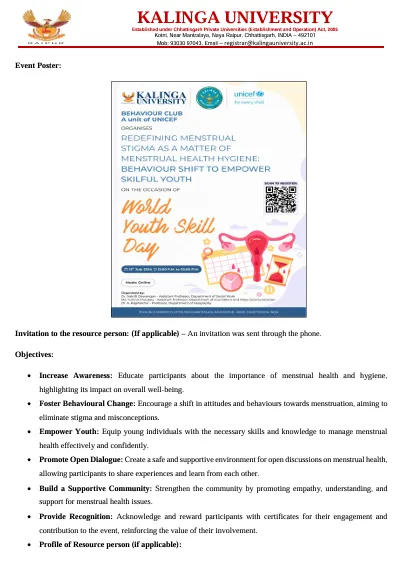 KALINGA UNIVERSITY
Established under Chhattisgarh Private Universities (Establishment and Operation) Act, 2005
Kotni, Near Mantralaya, Naya Raipur, Chhattisgarh, INDIA – 492101
Mob: 93030 97043, Email – registrar@kalingauniversity.ac.in
Event Poster:
KALINGA
UNIVERSITY
unicef
for every child
BEHAVIOUR CLUB
A unit of UNICEF
ORGANISES
REDEFINING MENSTRUAL
STIGMA AS A MATTER OF
MENSTRUAL HEALTH HYGIENE:
BEHAVIOUR SHIFT TO EMPOWER
SKILFUL YOUTH
ON THE OCCASION OF
SCAN TO REGISTER
World
Youth Skill
Day
Mode: Online
Organised by:
Invitation to the resource person: (If applicable) – An invitation was sent through the phone.
Objectives:
• Increase Awareness: Educate participants about the importance of menstrual health and hygiene,
highlighting its impact on overall well-being.
• Foster Behavioural Change: Encourage a shift in attitudes and behaviours towards menstruation, aiming to
eliminate stigma and misconceptions.
• Empower Youth: Equip young individuals with the necessary skills and knowledge to manage menstrual
health effectively and confidently.
• Promote Open Dialogue: Create a safe and supportive environment for open discussions on menstrual health,
allowing participants to share experiences and learn from each other.
• Build a Supportive Community: Strengthen the community by promoting empathy, understanding, and
support for menstrual health issues.
• Provide Recognition: Acknowledge and reward participants with certificates for their engagement and
contribution to the event, reinforcing the value of their involvement.
• Profile of Resource person (if applicable):